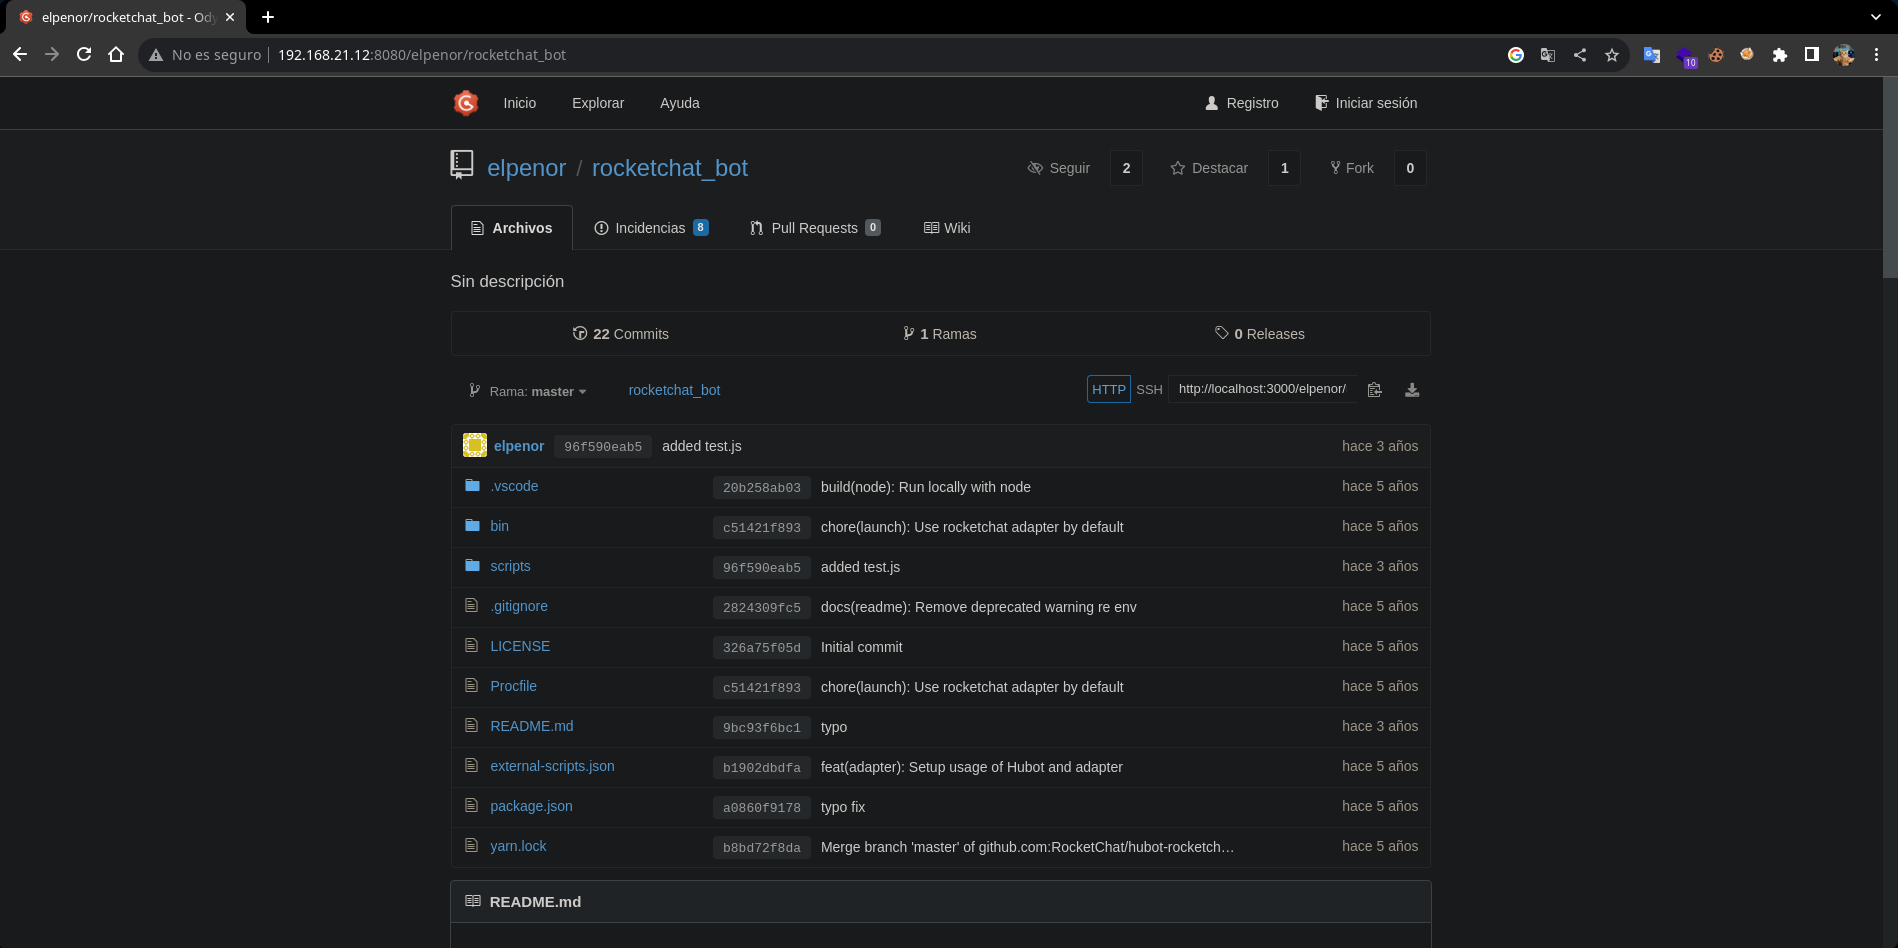 elpenor/rocketchat_bot - Ody
No es seguro 192.168.21.12:8080/elpenor/rocketchat_bot
10
Inicio Explorar Ayuda Registro Iniciar sesión
elpenor / rocketchat_bot Seguir 2 Destacar 1 Fork 0
Archivos Incidencias 8 Pull Requests 0 Wiki
Sin descripción
22 Commits 1 Ramas 0 Releases
Rama: master rocketchat_bot HTTP SSH http://localhost:3000/elpenor/
elpenor 96f590eab5 added test.js hace 3 años
.vscode 20b258ab03 build(node): Run locally with node hace 5 años
bin c51421f893 chore(launch): Use rocketchat adapter by default hace 5 años
scripts 96f590eab5 added test.js hace 3 años
.gitignore 2824309fc5 docs(readme): Remove deprecated warning re env hace 5 años
LICENSE 326a75f05d Initial commit hace 5 años
Procfile c51421f893 chore(launch): Use rocketchat adapter by default hace 5 años
README.md 9bc93f6bc1 typo hace 3 años
external-scripts.json b1902dbdfa feat(adapter): Setup usage of Hubot and adapter hace 5 años
package.json a0860f9178 typo fix hace 5 años
yarn.lock b8bd72f8da Merge branch 'master' of github.com:RocketChat/hubot-rocketch… hace 5 años
README.md